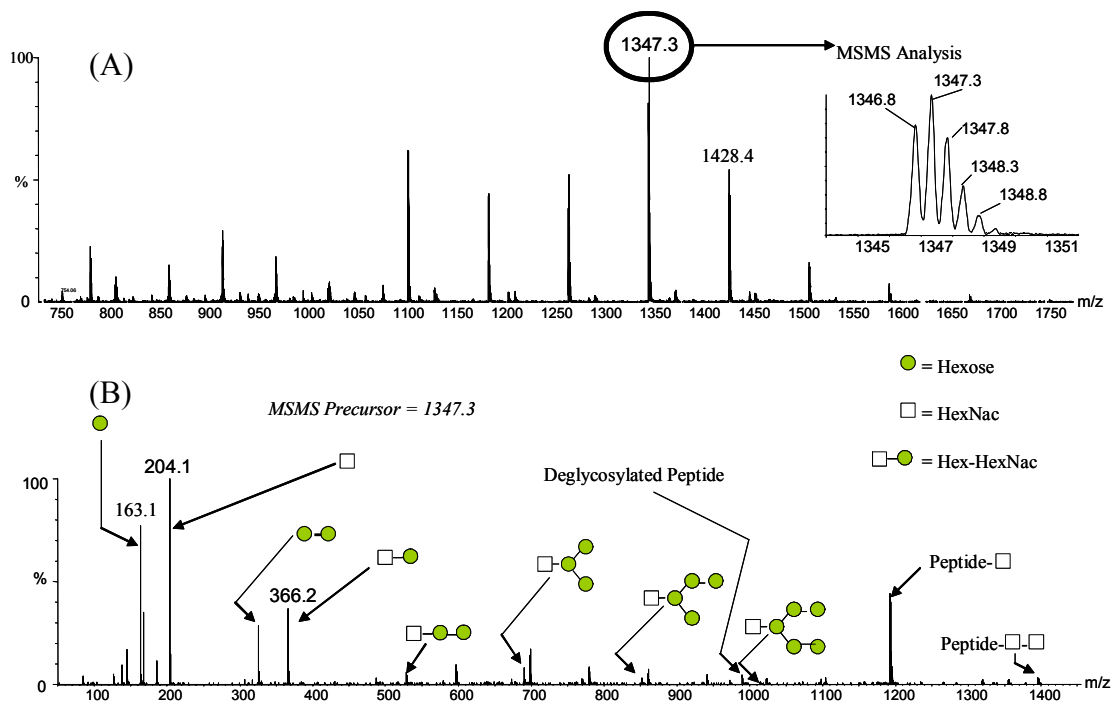 (A)
1347.3
MSMS Analysis
100
%
0
1428.4
754.06
750 800 850 900 950 1000 1050 1100 1150 1200 1250 1300 1350 1400 1450 1500 1550 1600 1650 1700 1750 m/z
1347.3
1346.8
1347.8
1348.3
1348.8
1345 1347 1349 1351
(B)
MSMS Precursor = 1347.3
= Hexose
= HexNac
= Hex-HexNac
100
%
0
204.1
163.1
366.2
Deglycosylated Peptide
Peptide-
Peptide-
100 200 300 400 500 600 700 800 900 1000 1100 1200 1300 1400 m/z